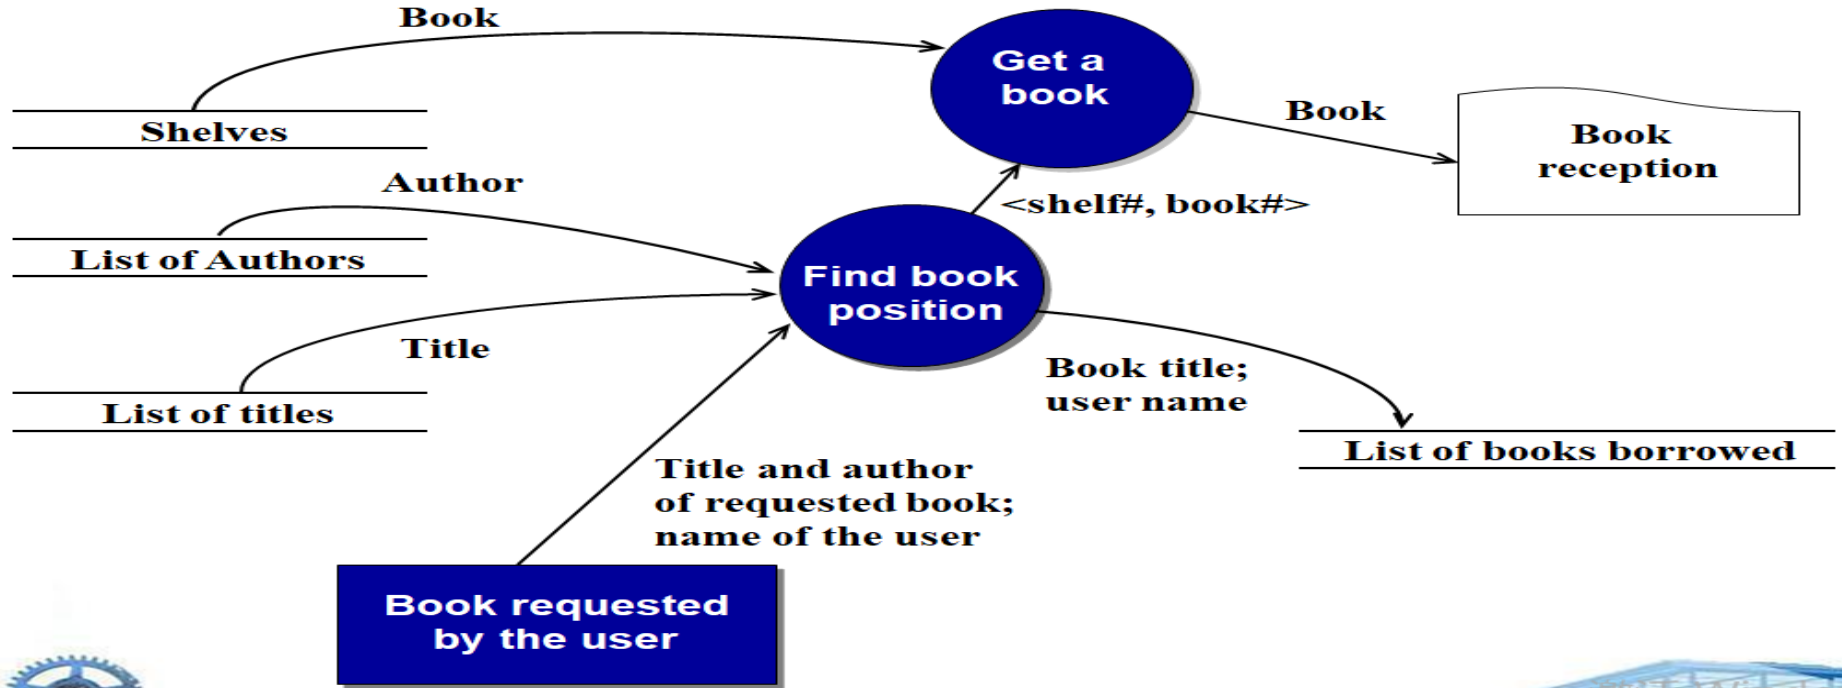 Book
Get a
book
Book
Book
reception
Shelves
Author
<shelf#, book#>
List of Authors
Find book
position
Title
Book title;
user name
List of titles
List of books borrowed
Title and author
of requested book;
name of the user
Book requested
by the user